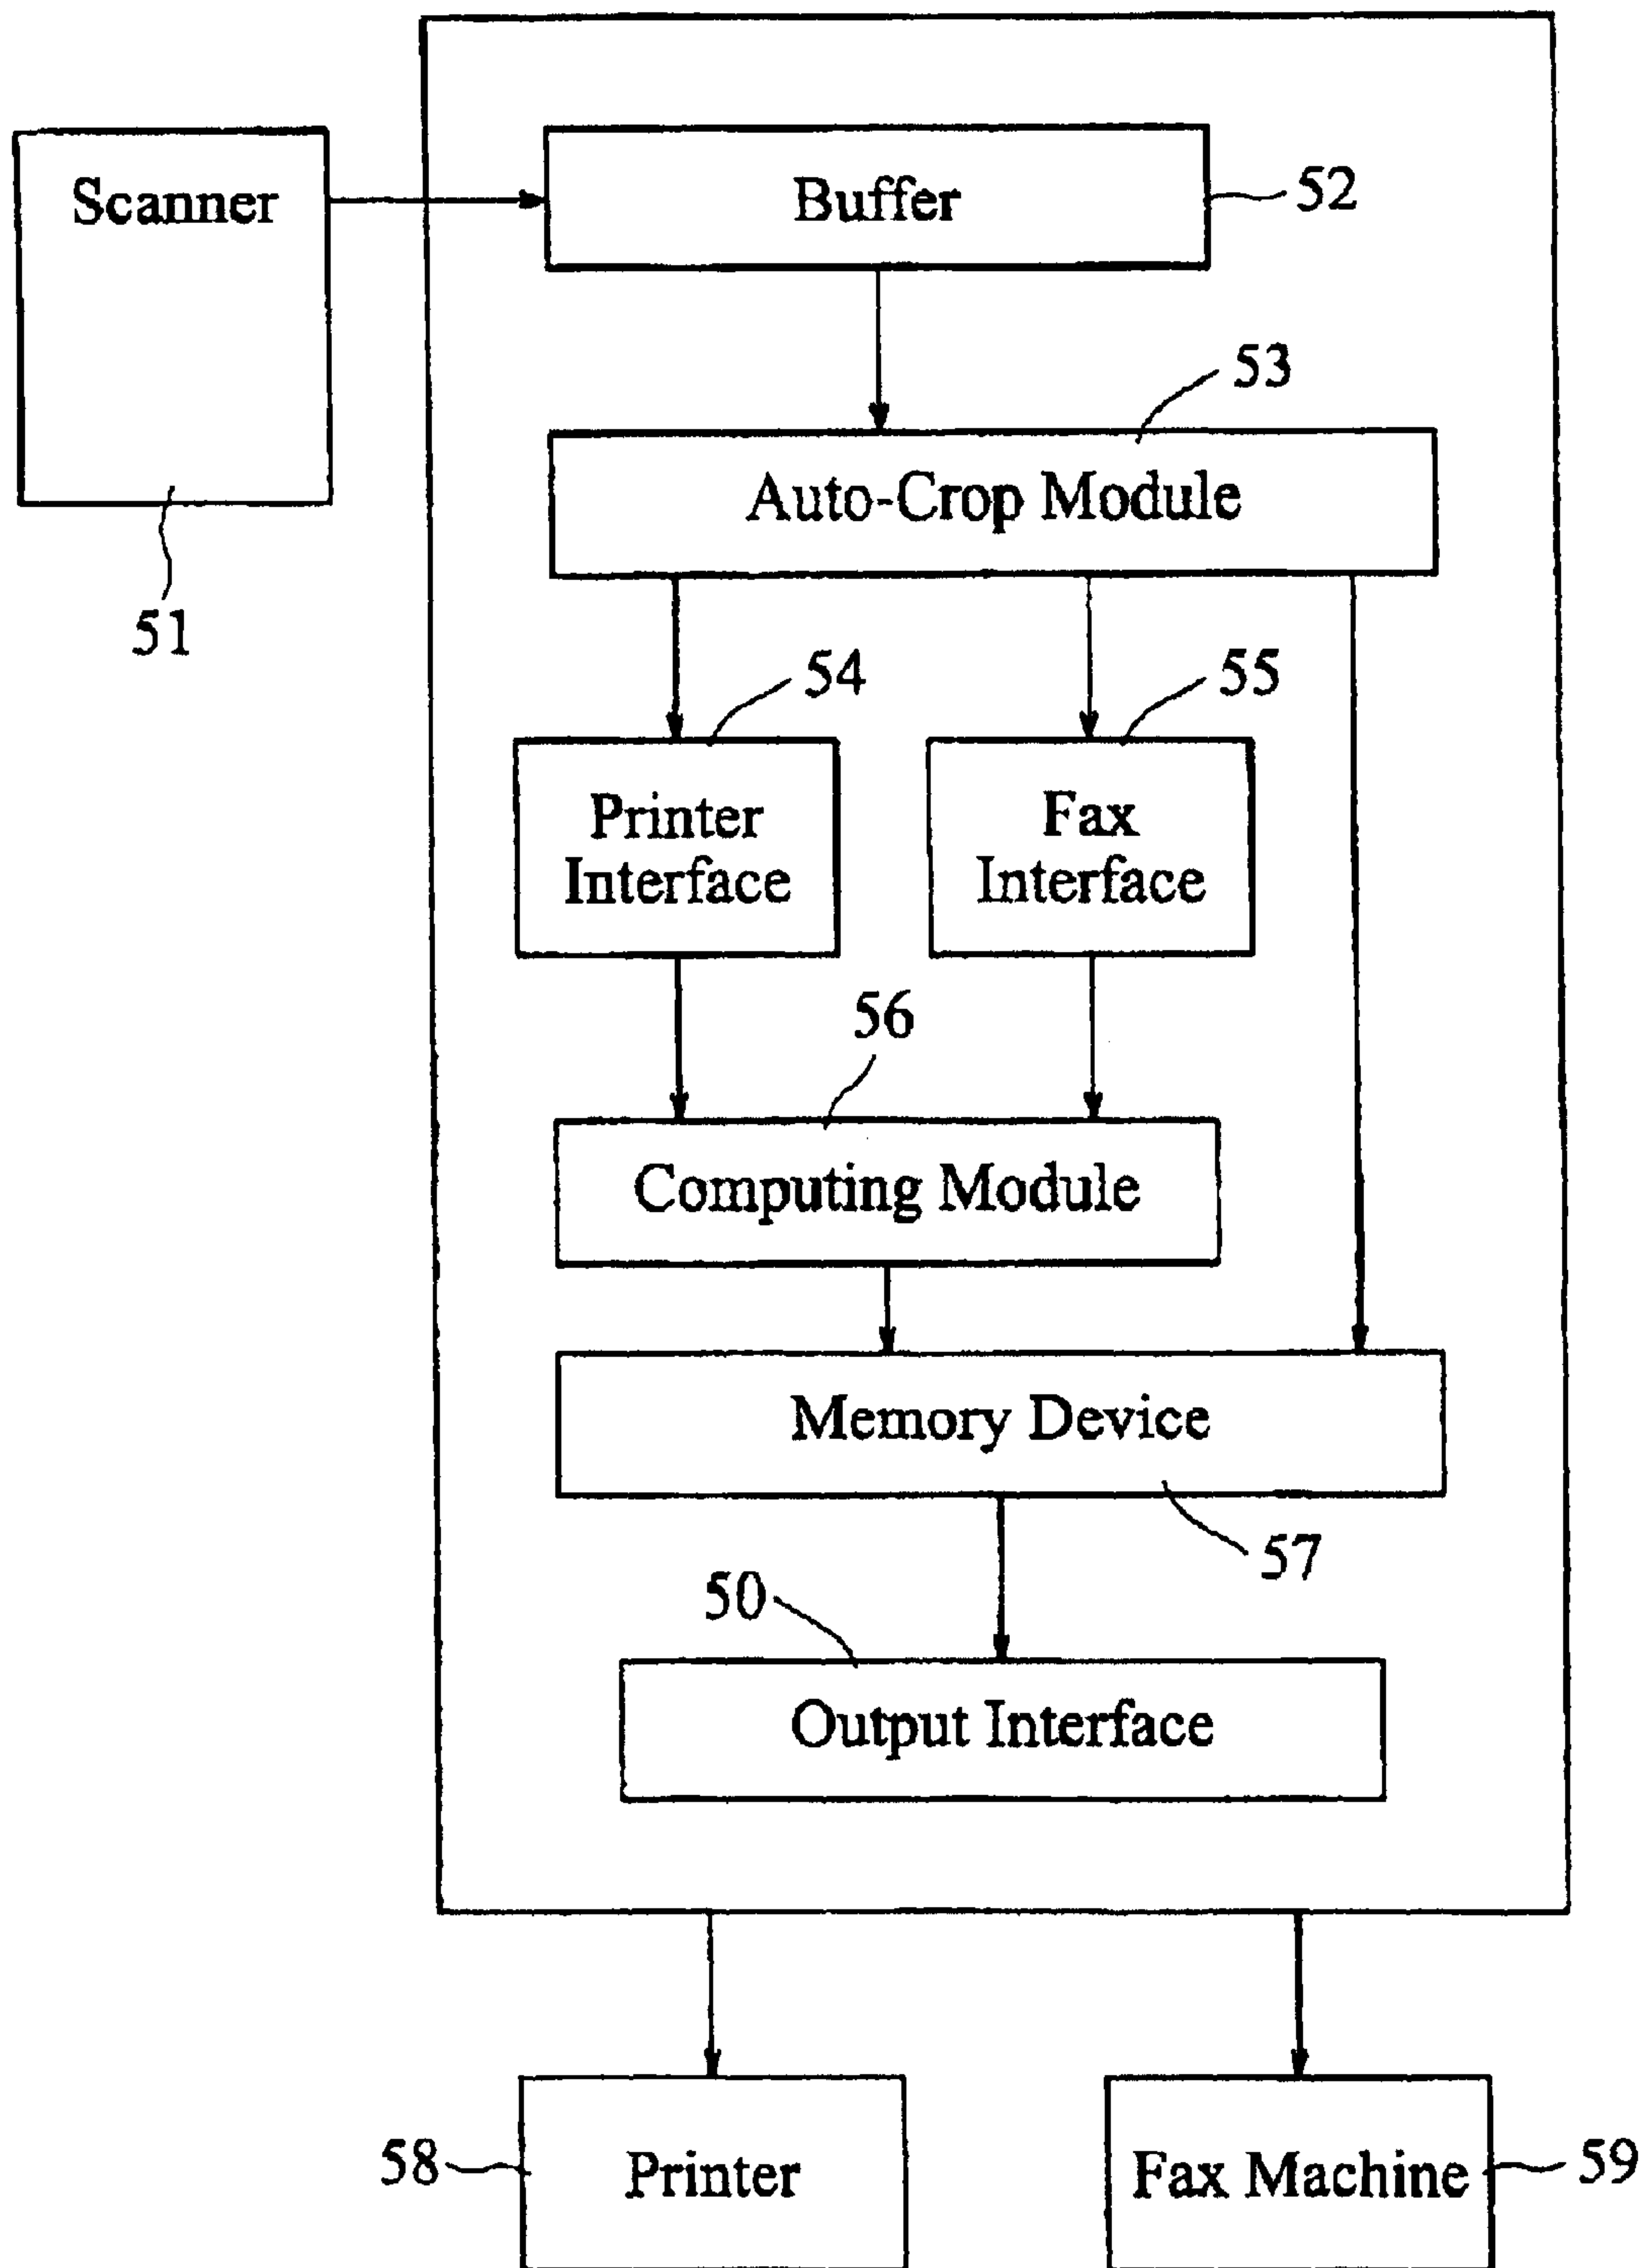 Scanner
Buffer
52
53
Auto-Crop Module
51
54
55
Printer
Interface
Fax
Interface
56
Computing Module
Memory Device
57
50
Output Interface
58
Printer
Fax Machine
59